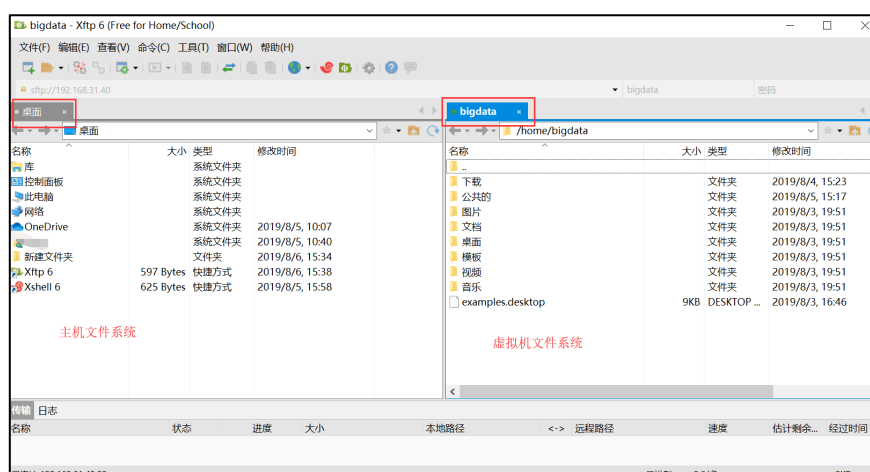 bigdata - Xftp 6 (Free for Home/School)
文件(F) 编辑(E) 查看(V) 命令(C) 工具(T) 窗口(W) 帮助(H)
sftp://192.168.31.40 bigdata 密码
桌面 × bigdata ×
桌面 /home/bigdata
名称 大小 类型 修改时间 名称 大小 类型 修改时间
库 系统文件夹 ..
控制面板 系统文件夹 下载 文件夹 2019/8/4, 15:23
此电脑 系统文件夹 公共的 文件夹 2019/8/5, 15:17
网络 系统文件夹 图片 文件夹 2019/8/3, 19:51
OneDrive 系统文件夹 2019/8/5, 10:07 文档 文件夹 2019/8/3, 19:51
系统文件夹 2019/8/5, 10:40 桌面 文件夹 2019/8/3, 19:51
新建文件夹 文件夹 2019/8/6, 15:34 模板 文件夹 2019/8/3, 19:51
Xftp 6 597 Bytes 快捷方式 2019/8/6, 15:38 视频 文件夹 2019/8/3, 19:51
Xshell 6 625 Bytes 快捷方式 2019/8/5, 15:58 音乐 文件夹 2019/8/3, 19:51
examples.desktop 9KB DESKTOP ... 2019/8/3, 16:46
主机文件系统
虚拟机文件系统
传输 日志
名称 状态 进度 大小 本地路径 <-> 远程路径 速度 估计剩余... 经过时间